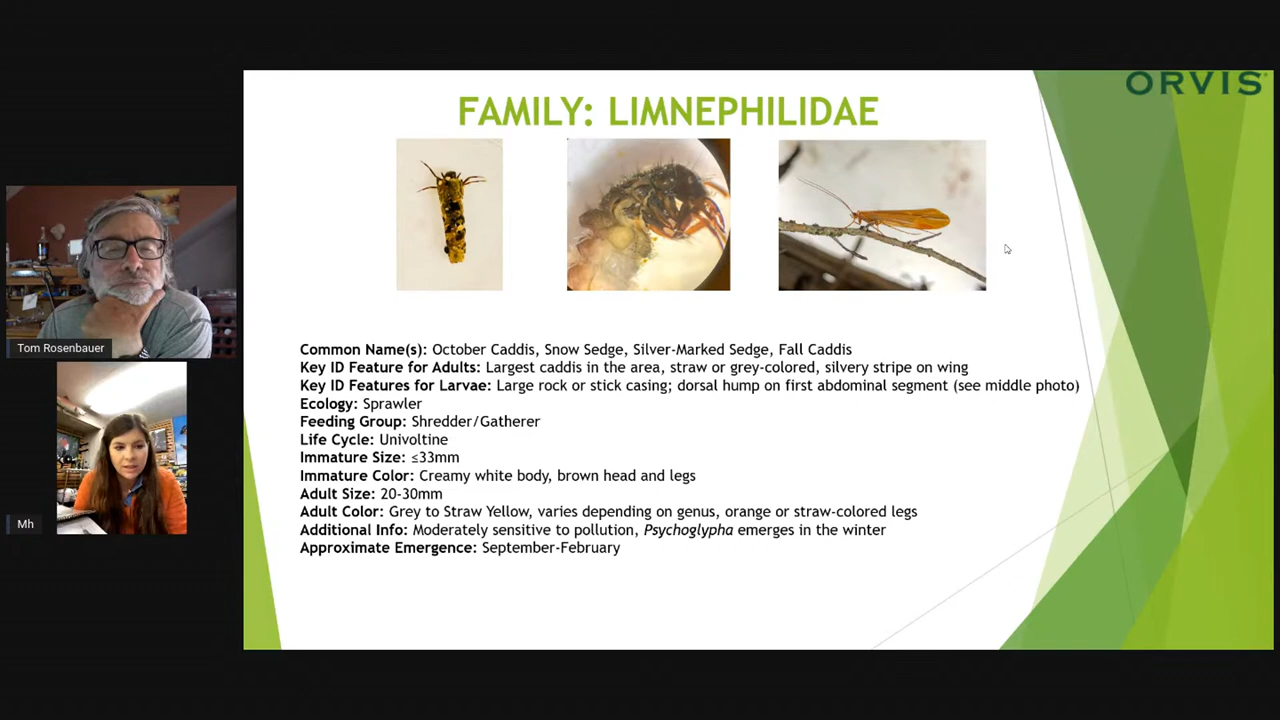 ORVIS
FAMILY: LIMNEPHILIDAE
Tom Rosenbauer
Mh
Common Name(s): October Caddis, Snow Sedge, Silver-Marked Sedge, Fall Caddis
Key ID Feature for Adults: Largest caddis in the area, straw or grey-colored, silvery stripe on wing
Key ID Features for Larvae: Large rock or stick casing; dorsal hump on first abdominal segment (see middle photo)
Ecology: Sprawler
Feeding Group: Shredder/Gatherer
Life Cycle: Univoltine
Immature Size: ≤33mm
Immature Color: Creamy white body, brown head and legs
Adult Size: 20-30mm
Adult Color: Grey to Straw Yellow, varies depending on genus, orange or straw-colored legs
Additional Info: Moderately sensitive to pollution, Psychoglypha emerges in the winter
Approximate Emergence: September-February